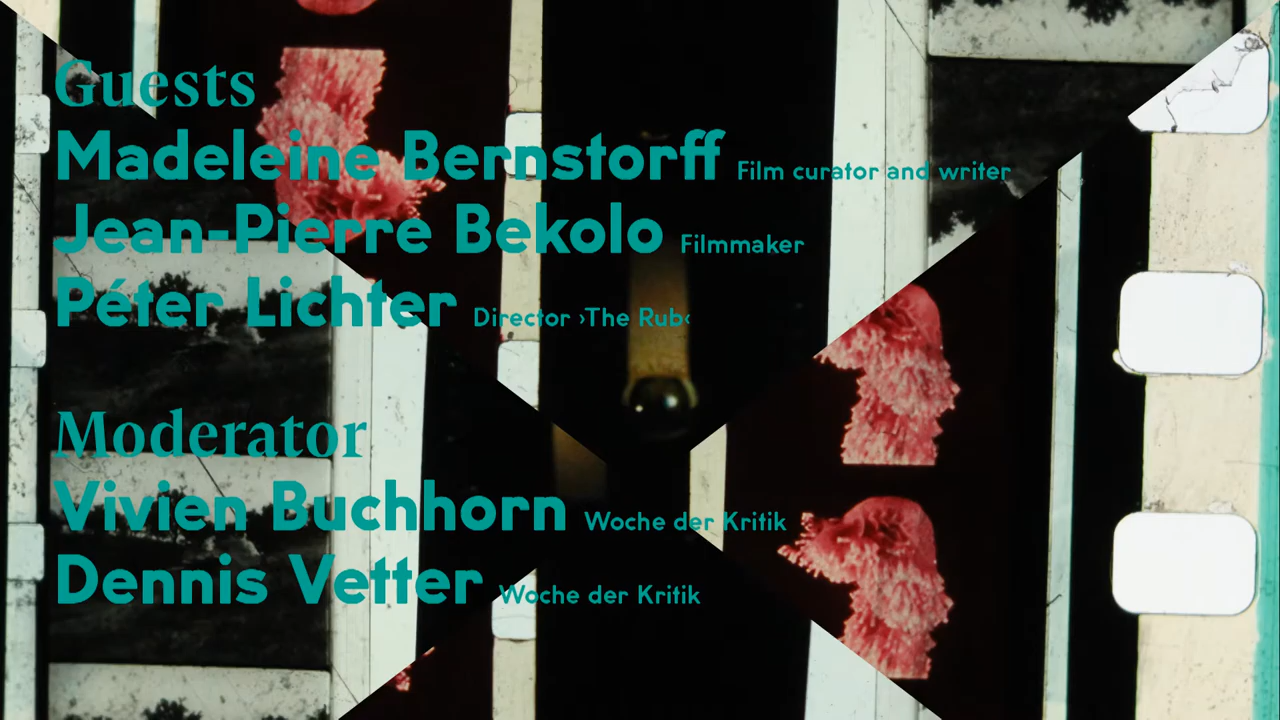 Guests
Madeleine Bernstorff Film curator and writer
Jean-Pierre Bekolo Filmmaker
Péter Lichter Director ›The Rub‹
Moderator
Vivien Buchhorn Woche der Kritik
Dennis Vetter Woche der Kritik